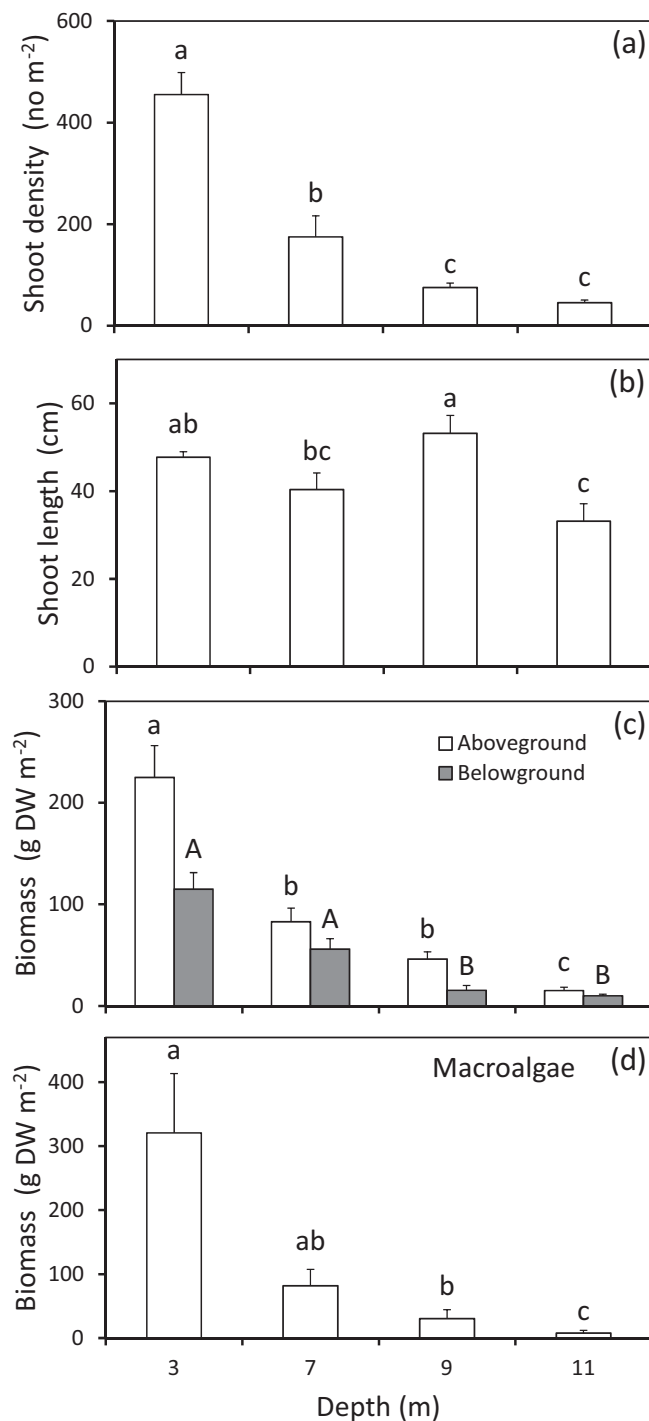 (a)
Shoot density (no m-2)
600
400
200
0
a
b
c
c
(b)
Shoot length (cm)
60
40
20
0
ab
bc
a
c
(c)
Biomass (g DW m-2)
300
200
100
0
Aboveground
Belowground
a
A
b
A
b
B
c
B
(d)
Macroalgae
Biomass (g DW m-2)
400
300
200
100
0
a
ab
b
c
3 7 9 11
Depth (m)